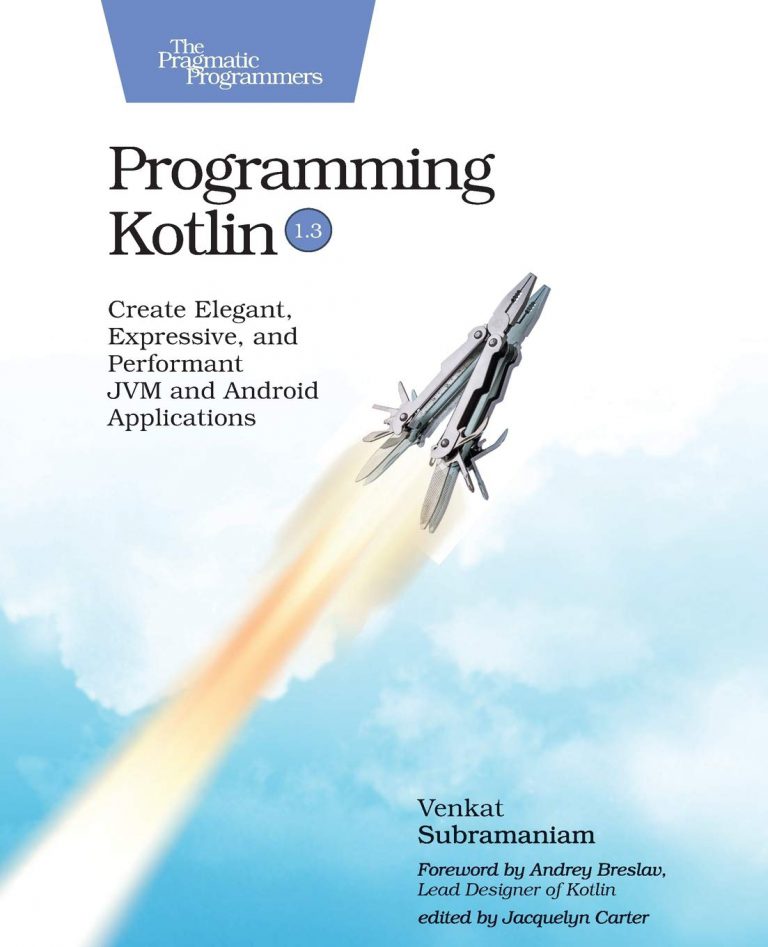 The
Pragmatic
Programmers
Programming
Kotlin 1.3
Create Elegant,
Expressive, and
Performant
JVM and Android
Applications
Venkat
Subramaniam
Foreword by Andrey Breslav,
Lead Designer of Kotlin
edited by Jacquelyn Carter